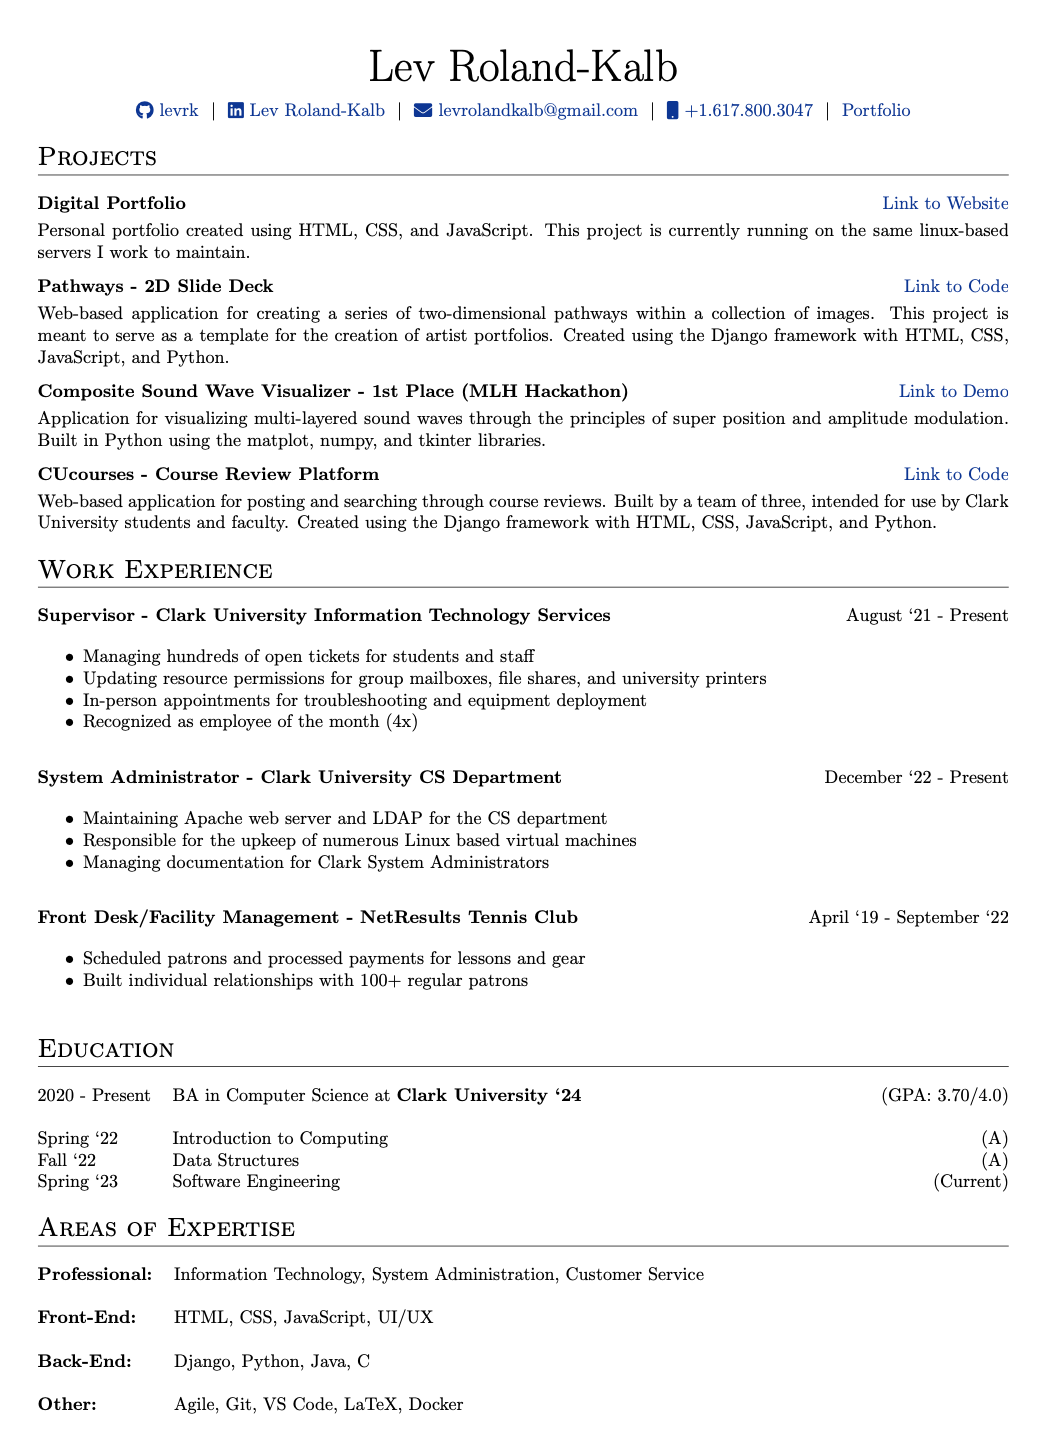 Lev Roland-Kalb
levrk | Lev Roland-Kalb | levrolandkalb@gmail.com | +1.617.800.3047 | Portfolio
Projects
Digital Portfolio Link to Website
Personal portfolio created using HTML, CSS, and JavaScript. This project is currently running on the same linux-based
servers I work to maintain.
Pathways - 2D Slide Deck Link to Code
Web-based application for creating a series of two-dimensional pathways within a collection of images. This project is
meant to serve as a template for the creation of artist portfolios. Created using the Django framework with HTML, CSS,
JavaScript, and Python.
Composite Sound Wave Visualizer - 1st Place (MLH Hackathon) Link to Demo
Application for visualizing multi-layered sound waves through the principles of super position and amplitude modulation.
Built in Python using the matplot, numpy, and tkinter libraries.
CUcourses - Course Review Platform Link to Code
Web-based application for posting and searching through course reviews. Built by a team of three, intended for use by Clark
University students and faculty. Created using the Django framework with HTML, CSS, JavaScript, and Python.
Work Experience
Supervisor - Clark University Information Technology Services August ‘21 - Present
• Managing hundreds of open tickets for students and staff
• Updating resource permissions for group mailboxes, file shares, and university printers
• In-person appointments for troubleshooting and equipment deployment
• Recognized as employee of the month (4x)
System Administrator - Clark University CS Department December ‘22 - Present
• Maintaining Apache web server and LDAP for the CS department
• Responsible for the upkeep of numerous Linux based virtual machines
• Managing documentation for Clark System Administrators
Front Desk/Facility Management - NetResults Tennis Club April ‘19 - September ‘22
• Scheduled patrons and processed payments for lessons and gear
• Built individual relationships with 100+ regular patrons
Education
2020 - Present BA in Computer Science at Clark University ‘24 (GPA: 3.70/4.0)
Spring ‘22 Introduction to Computing (A)
Fall ‘22 Data Structures (A)
Spring ‘23 Software Engineering (Current)
Areas of Expertise
Professional: Information Technology, System Administration, Customer Service
Front-End: HTML, CSS, JavaScript, UI/UX
Back-End: Django, Python, Java, C
Other: Agile, Git, VS Code, LaTeX, Docker